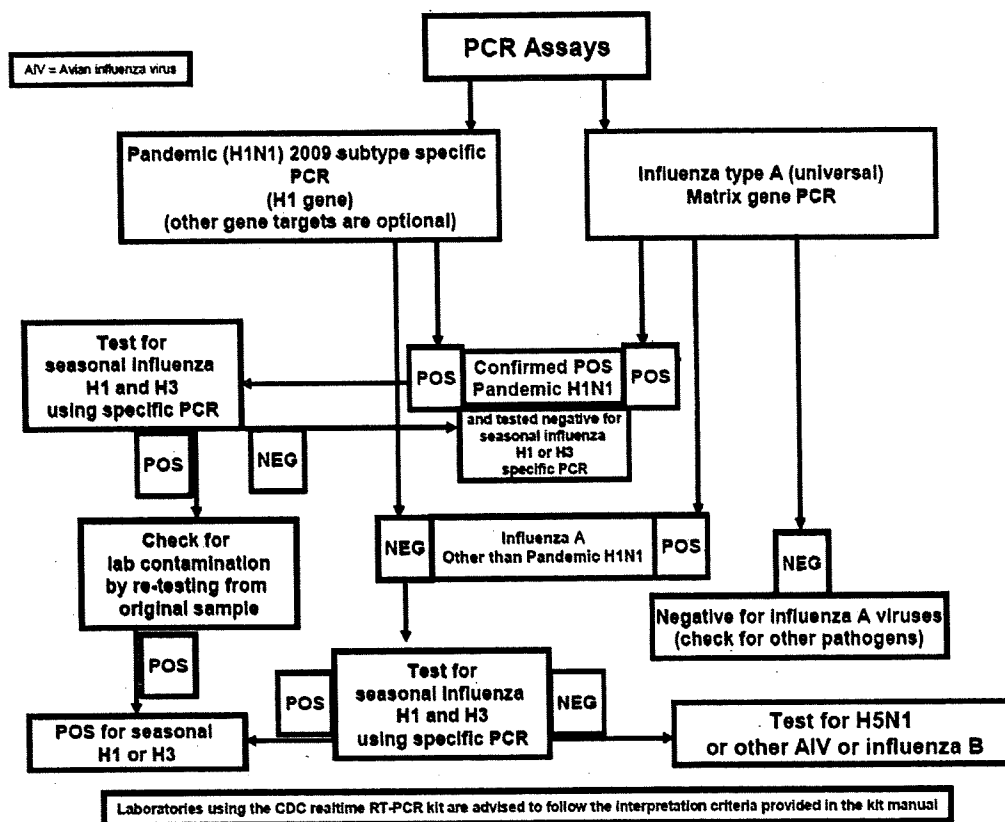 PCR Assays
AIV = Avian influenza virus
Pandemic (H1N1) 2009 subtype specific
PCR
(H1 gene)
(other gene targets are optional)
Influenza type A (universal)
Matrix gene PCR
Test for
seasonal influenza
H1 and H3
using specific PCR
POS
Confirmed POS
Pandemic H1N1
POS
and tested negative for
seasonal influenza
H1 or H3
specific PCR
POS
NEG
Check for
lab contamination
by re-testing from
original sample
NEG
Influenza A
Other than Pandemic H1N1
POS
NEG
Negative for influenza A viruses
(check for other pathogens)
POS
POS
Test for
seasonal influenza
H1 and H3
using specific PCR
NEG
POS for seasonal
H1 or H3
Test for H5N1
or other AIV or influenza B
Laboratories using the CDC realtime RT-PCR kit are advised to follow the interpretation criteria provided in the kit manual